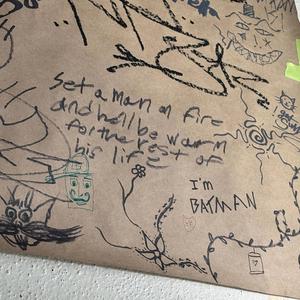 Set a man on fire
and he'll be warm
for the rest of
his life
I'm
BATMAN